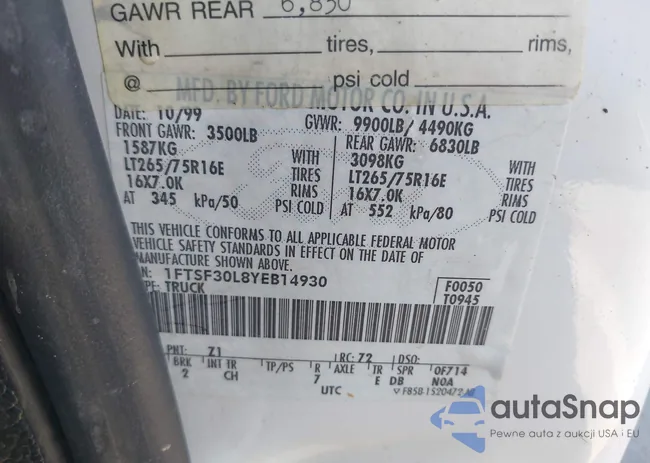 GAWR REAR 6,830
With tires, rims,
@ psi cold
MFD. BY FORD MOTOR CO. IN U.S.A.
DATE: 10/99 GVWR: 9900LB/ 4490KG
FRONT GAWR: 3500LB REAR GAWR: 6830LB
1587KG WITH 3098KG WITH
LT265/75R16E TIRES LT265/75R16E TIRES
16X7.0K RIMS 16X7.0K RIMS
AT 345 kPa/50 PSI COLD AT 552 kPa/80 PSI COLD
THIS VEHICLE CONFORMS TO ALL APPLICABLE FEDERAL MOTOR
VEHICLE SAFETY STANDARDS IN EFFECT ON THE DATE OF
MANUFACTURE SHOWN ABOVE.
1FTSF30L8YEB14930 F0050
TRUCK T0945
PNT: Z1 RC: 72 DSO:
BRK INT TR TP/PS R AXLE TR SPR 0F714
2 CH 7 E DB N0A
UTC
autaSnap
Pewne auta z aukcji USA i EU